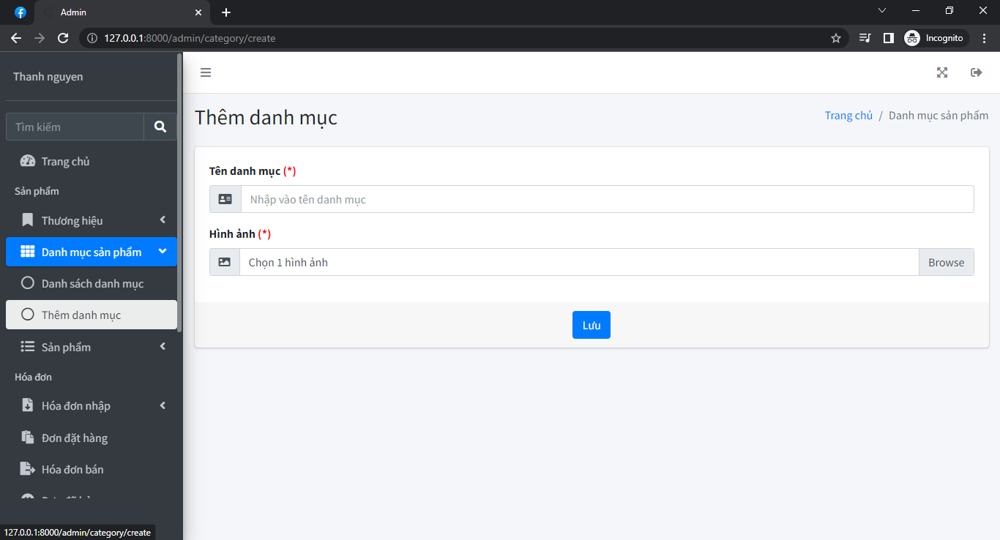 Admin
127.0.0.1:8000/admin/category/create
Incognito
Thanh nguyen
Tìm kiếm
Trang chủ
Sản phẩm
Thương hiệu
Danh mục sản phẩm
Danh sách danh mục
Thêm danh mục
Sản phẩm
Hóa đơn
Hóa đơn nhập
Đơn đặt hàng
Hóa đơn bán
Thêm danh mục
Trang chủ / Danh mục sản phẩm
Tên danh mục (*)
Nhập vào tên danh mục
Hình ảnh (*)
Chọn 1 hình ảnh Browse
Lưu
127.0.0.1:8000/admin/category/create